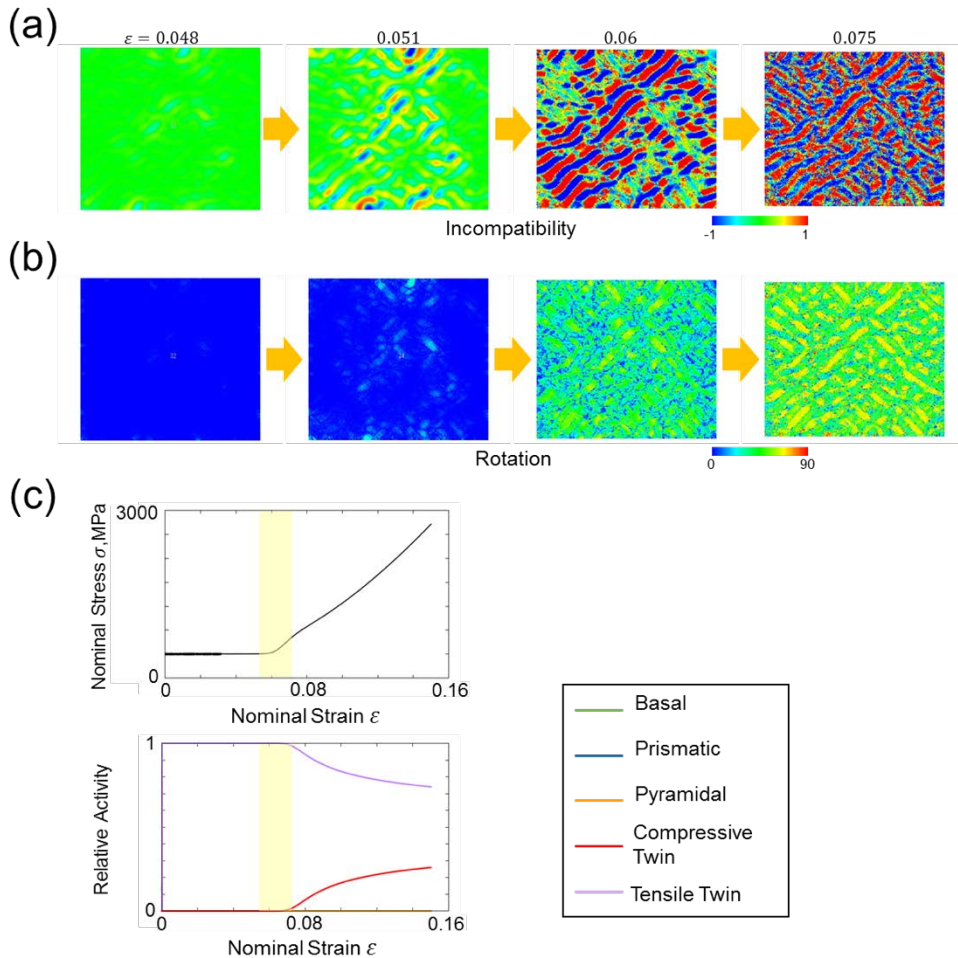 (a)
ε = 0.048 0.051 0.06 0.075
Incompatibility
-1 1
(b)
Rotation
0 90
(c)
3000
Nominal Stress σ,MPa
0
0 0.08 0.16
Nominal Strain ε
1
Relative Activity
0
0 0.08 0.16
Nominal Strain ε
Basal
Prismatic
Pyramidal
Compressive
Twin
Tensile Twin